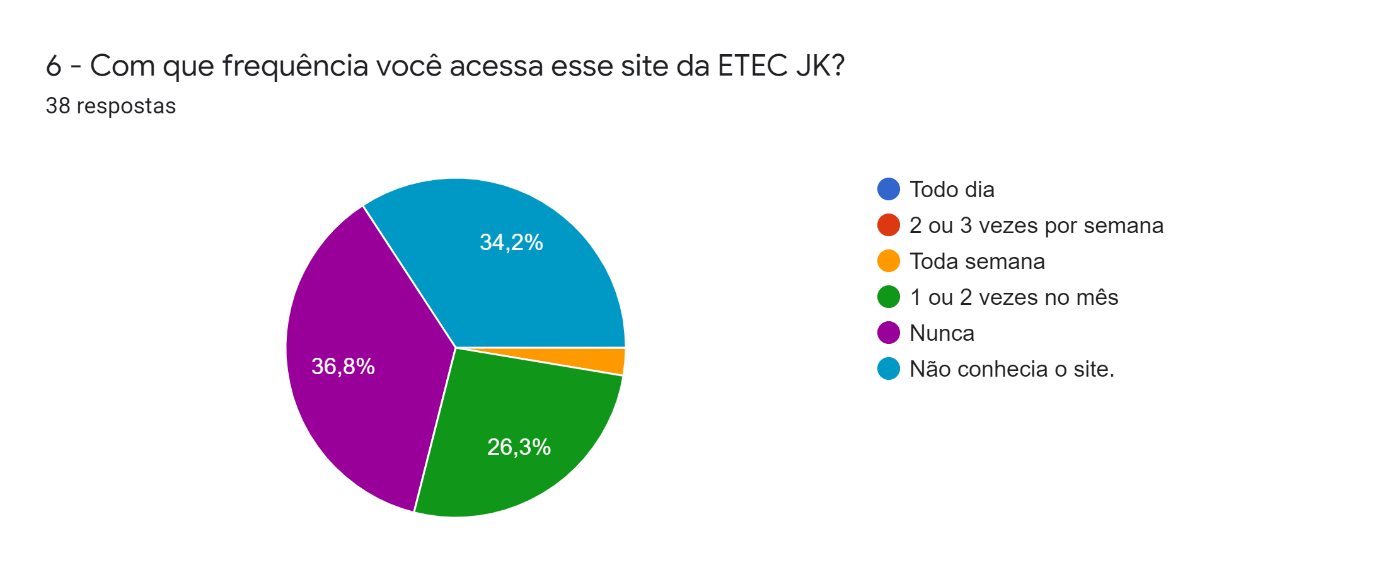 6 - Com que frequência você acessa esse site da ETEC JK?
38 respostas
34,2%
36,8%
26,3%
Todo dia
2 ou 3 vezes por semana
Toda semana
1 ou 2 vezes no mês
Nunca
Não conhecia o site.